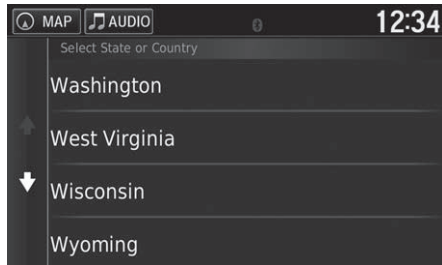 MAP AUDIO 12:34
Select State or Country
Washington
West Virginia
Wisconsin
Wyoming